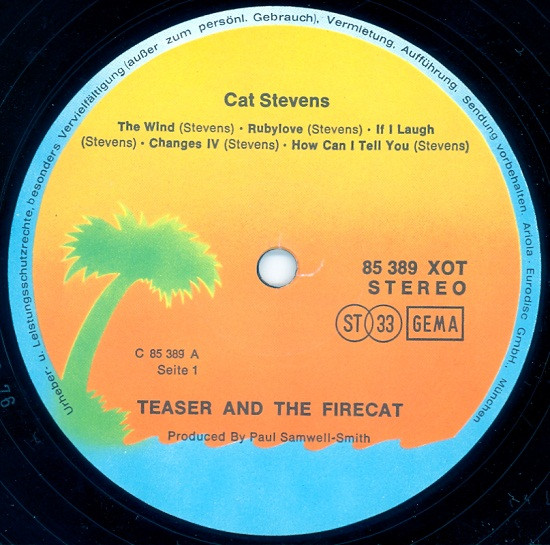 Urheber- u. Leistungsschutzrechte, besonders Vervielfältigung (außer zum persönl. Gebrauch), Vermietung, Aufführung, Sendung vorbehalten. Ariola-Eurodisc GmbH, München
Cat Stevens
The Wind (Stevens) · Rubylove (Stevens) · If I Laugh
(Stevens) · Changes IV (Stevens) · How Can I Tell You (Stevens)
85 389 XOT
STEREO
ST 33 GEMA
C 85 389 A
Seite 1
TEASER AND THE FIRECAT
Produced By Paul Samwell-Smith
76